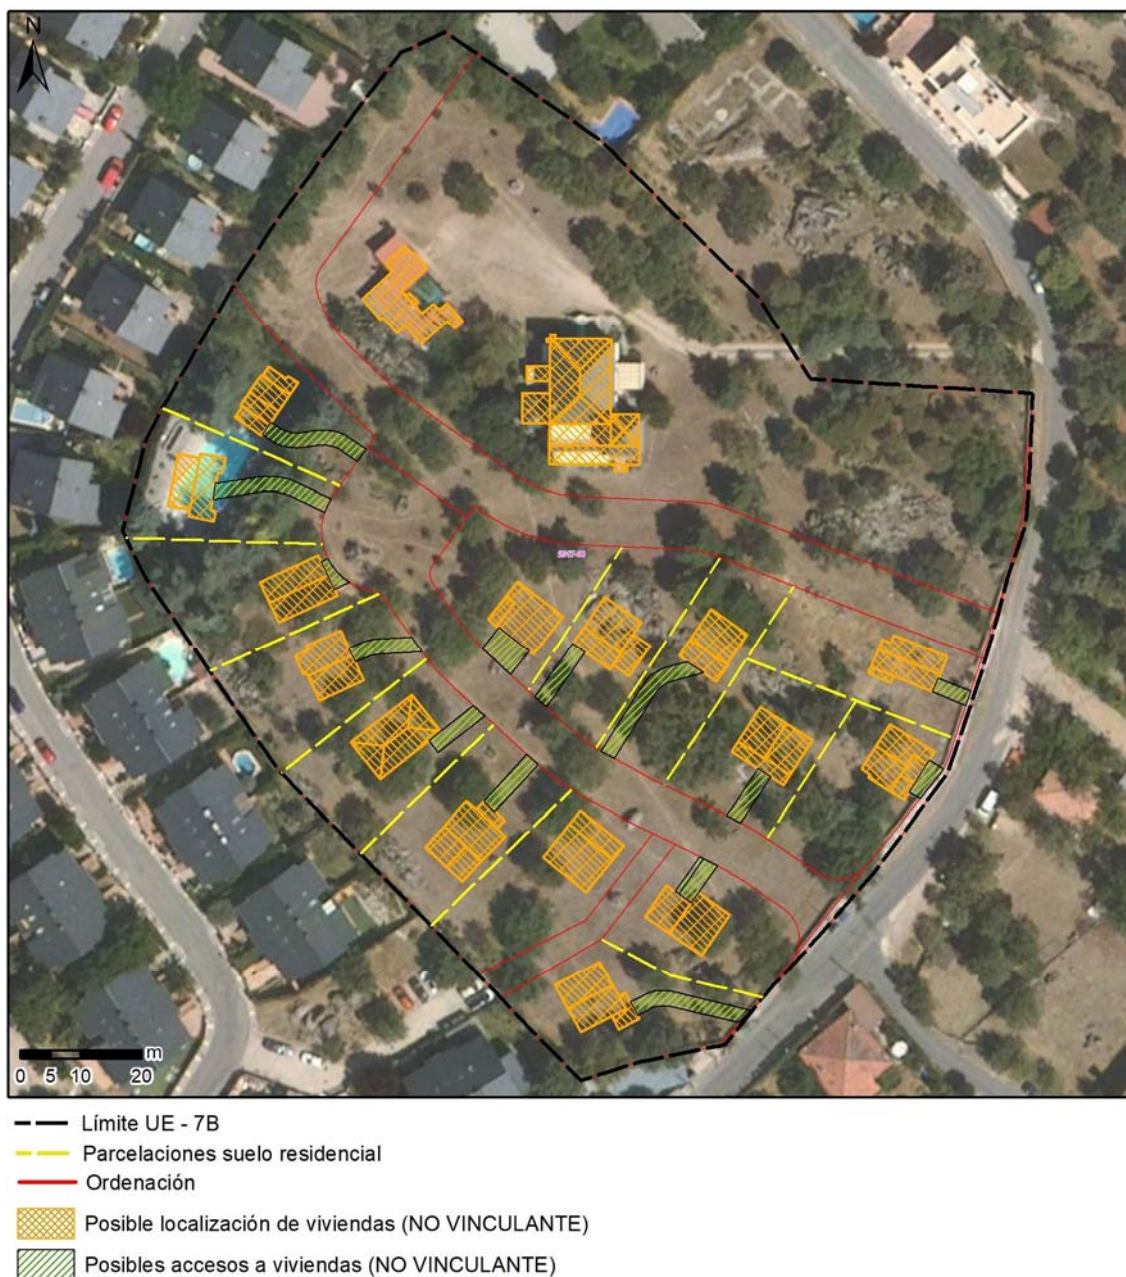 N
m
0 5 10 20
Límite UE - 7B
Parcelaciones suelo residencial
Ordenación
Posible localización de viviendas (NO VINCULANTE)
Posibles accesos a viviendas (NO VINCULANTE)